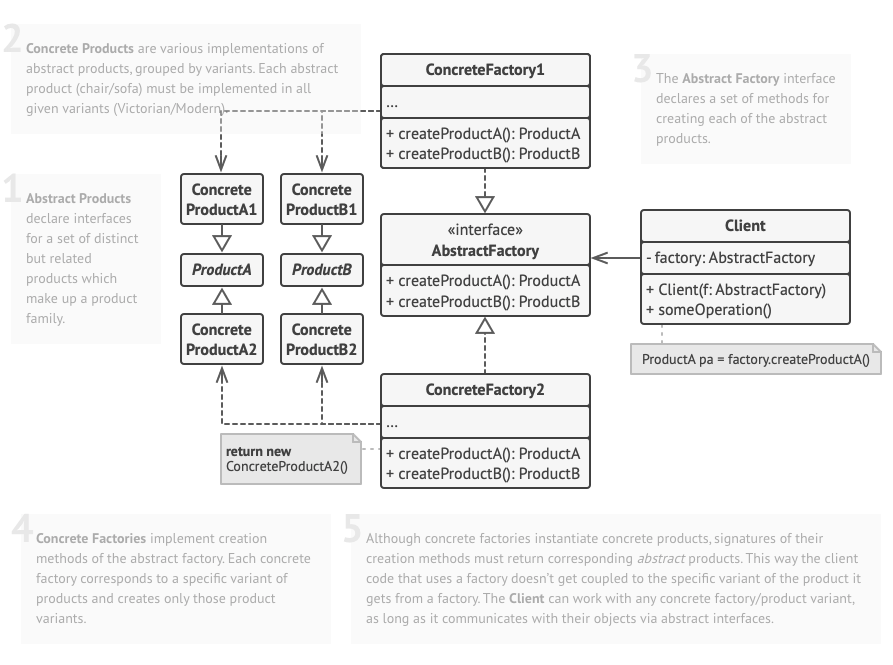 2
Concrete Products are various implementations of
abstract products, grouped by variants. Each abstract
product (chair/sofa) must be implemented in all
given variants (Victorian/Modern).
ConcreteFactory1
...
+ createProductA(): ProductA
+ createProductB(): ProductB
3
The Abstract Factory interface
declares a set of methods for
creating each of the abstract
products.
1
Abstract Products
declare interfaces
for a set of distinct
but related
products which
make up a product
family.
Concrete
ProductA1
Concrete
ProductB1
ProductA
ProductB
Concrete
ProductA2
Concrete
ProductB2
«interface»
AbstractFactory
+ createProductA(): ProductA
+ createProductB(): ProductB
Client
- factory: AbstractFactory
+ Client(f: AbstractFactory)
+ someOperation()
ProductA pa = factory.createProductA()
ConcreteFactory2
...
+ createProductA(): ProductA
+ createProductB(): ProductB
return new
ConcreteProductA2()
4
Concrete Factories implement creation
methods of the abstract factory. Each concrete
factory corresponds to a specific variant of
products and creates only those product
variants.
5
Although concrete factories instantiate concrete products, signatures of their
creation methods must return corresponding abstract products. This way the client
code that uses a factory doesn't get coupled to the specific variant of the product it
gets from a factory. The Client can work with any concrete factory/product variant,
as long as it communicates with their objects via abstract interfaces.